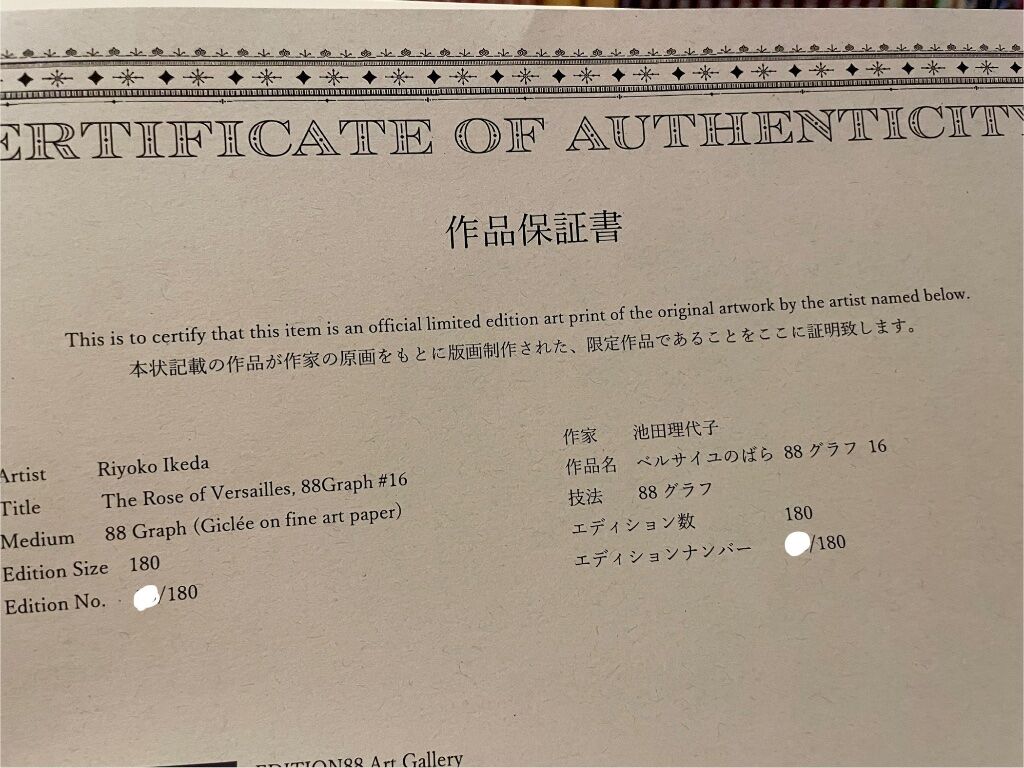 ERTIFICATE OF AUTHENTICITY
作品保証書
This is to certify that this item is an official limited edition art print of the original artwork by the artist named below.
本状記載の作品が作家の原画をもとに版画制作された、限定作品であることをここに証明致します。
Artist Riyoko Ikeda
Title The Rose of Versailles, 88Graph #16
Medium 88 Graph (Giclée on fine art paper)
Edition Size 180
Edition No. /180
作家 池田理代子
作品名 ベルサイユのばら 88 グラフ 16
技法 88 グラフ
エディション数 180
エディションナンバー /180
EDITION88 Art Gallery